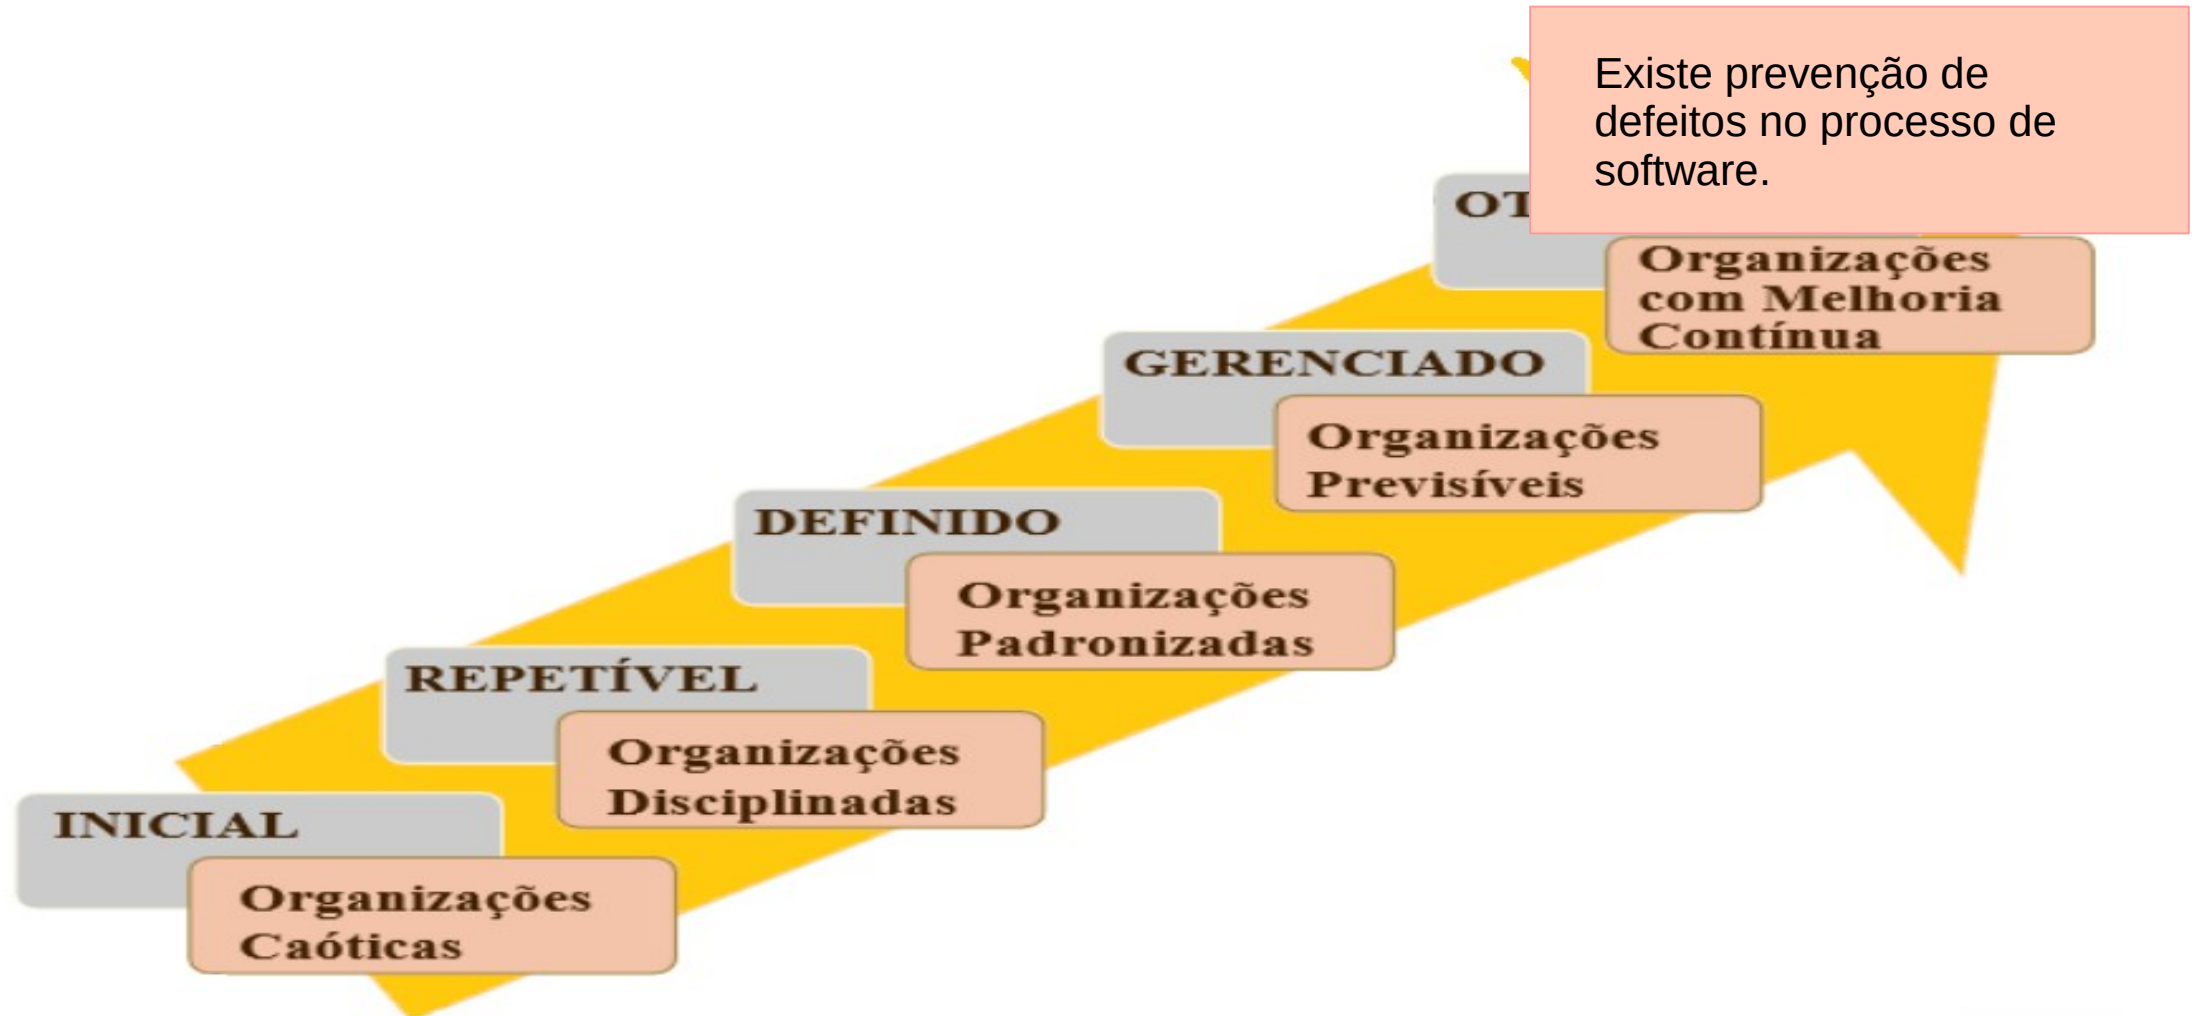 Existe prevenção de
defeitos no processo de
software.
Organizações
com Melhoria
Contínua
GERENCIADO
Organizações
Previsíveis
DEFINIDO
Organizações
Padronizadas
REPETÍVEL
Organizações
Disciplinadas
INICIAL
Organizações
Caóticas